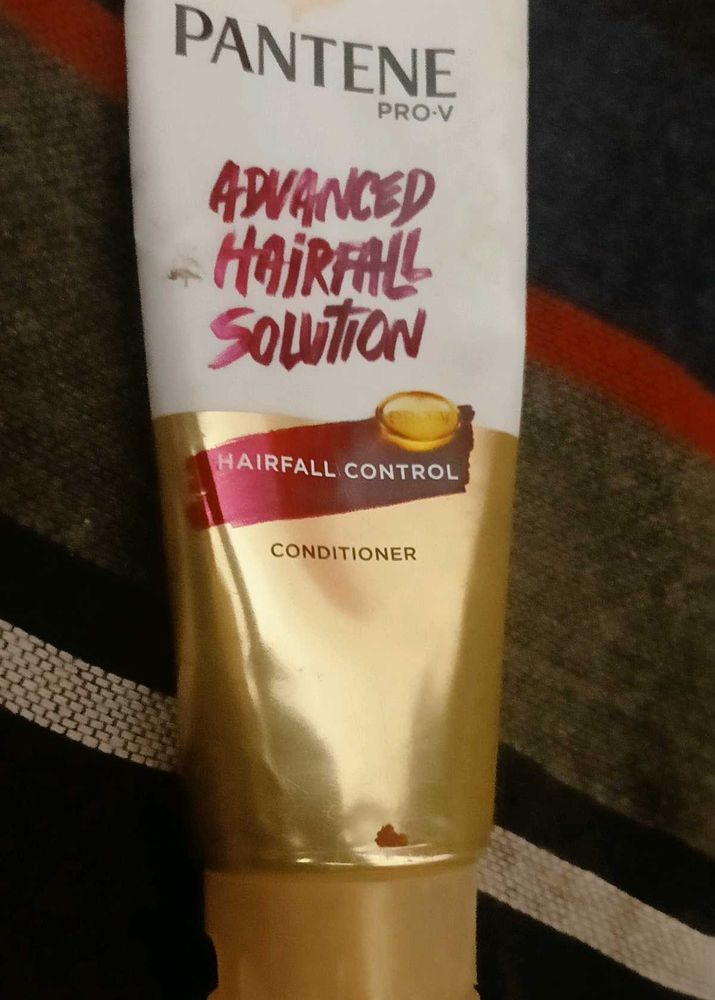 PANTENE
PRO-V
ADVANCED
HAIRFALL
SOLUTION
HAIRFALL CONTROL
CONDITIONER